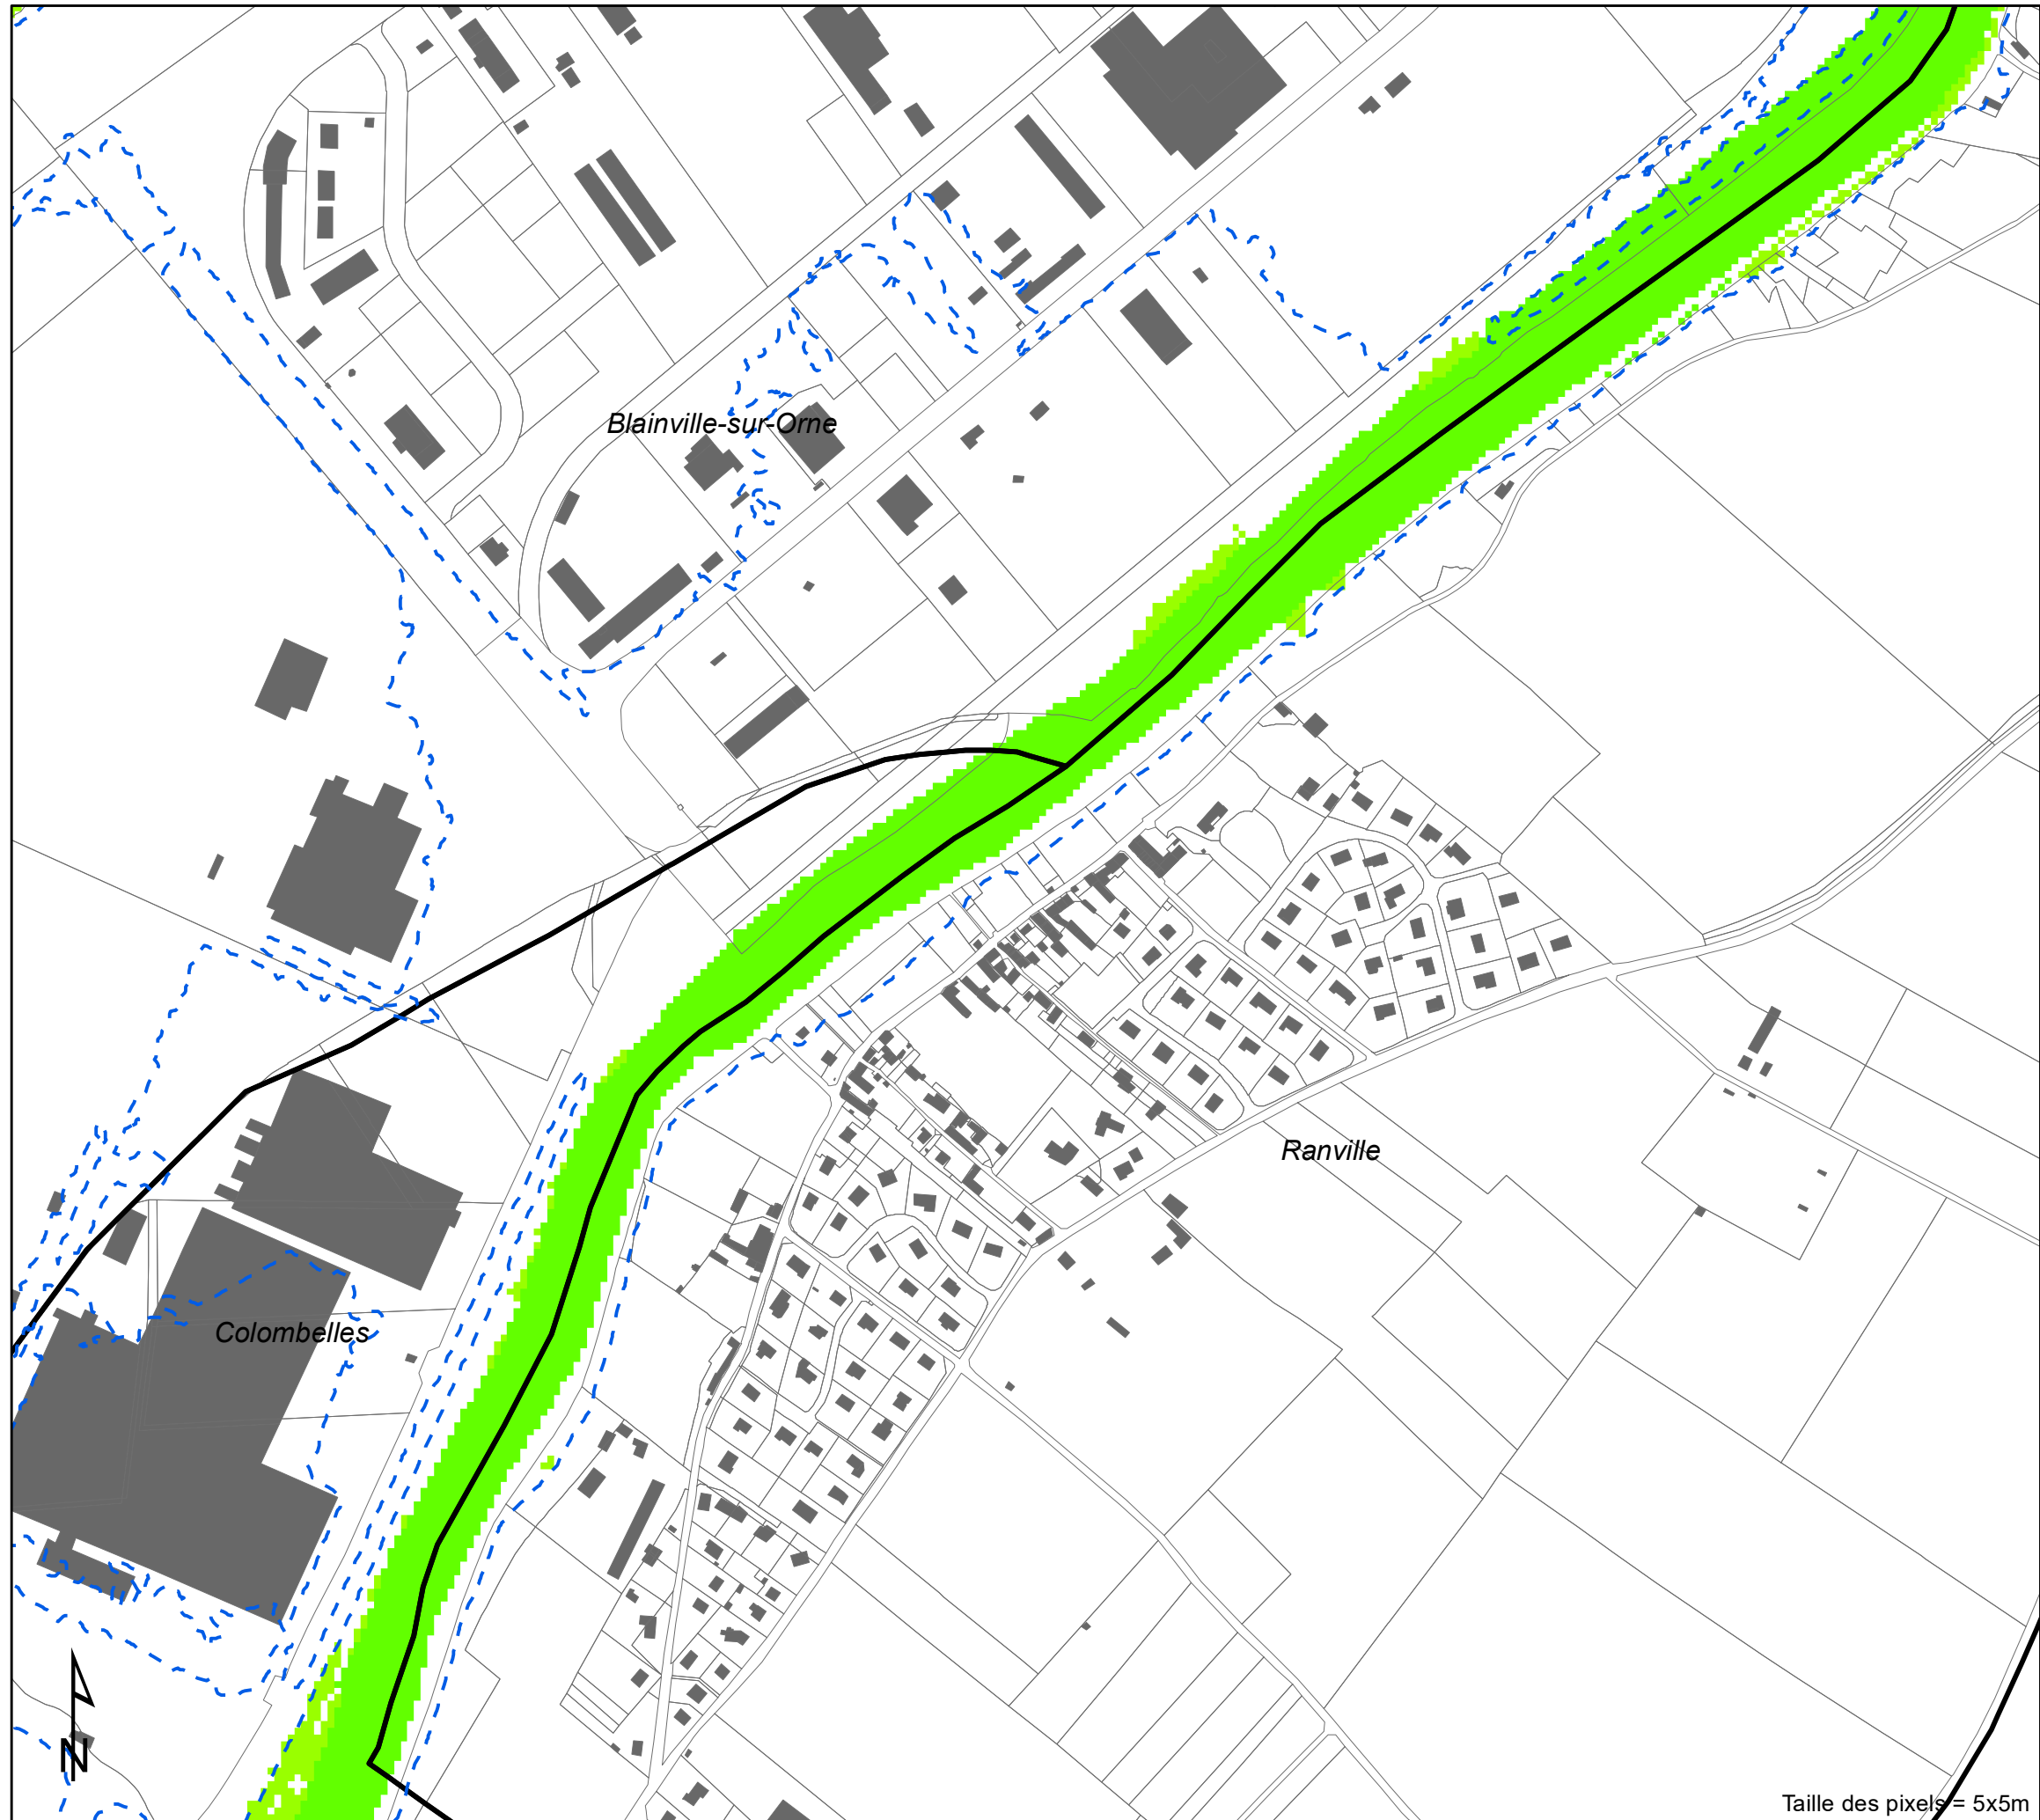 Blainville-sur-Orne
Ranville
Colombelles
N
Taille des pixels = 5x5m